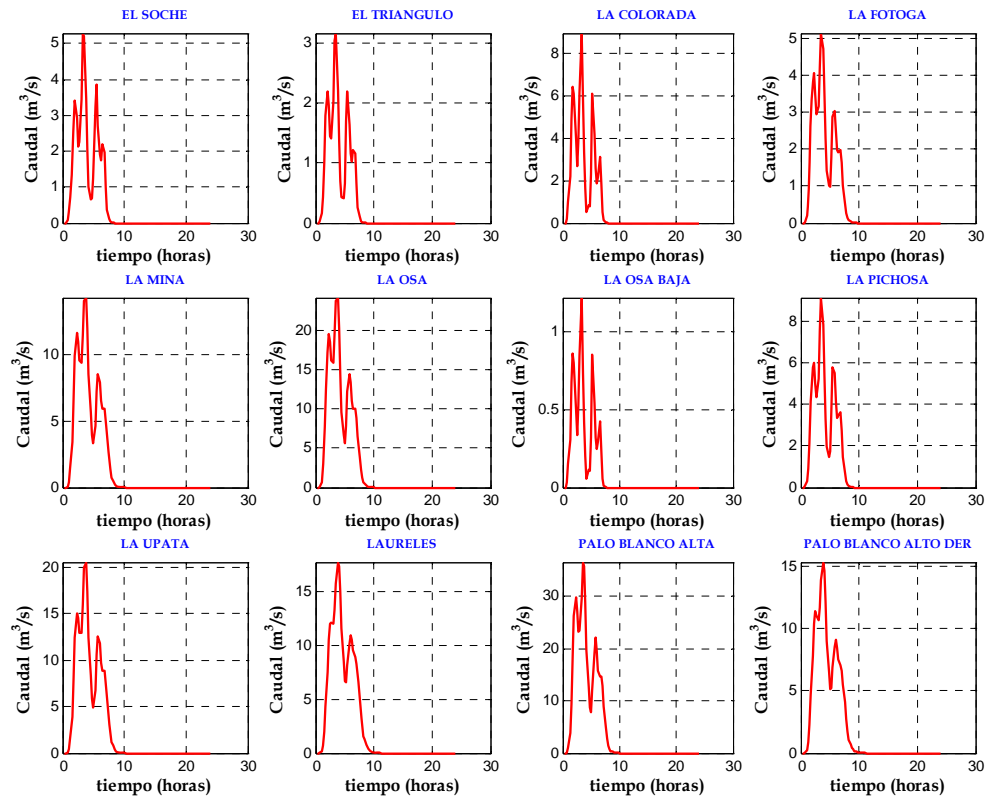 EL SOCHE
EL TRIANGULO
LA COLORADA
LA FOTOGA
5
4
3
2
1
0
Caudal (m³/s)
0 10 20 30
tiempo (horas)
3
2
1
0
Caudal (m³/s)
0 10 20 30
tiempo (horas)
8
6
4
2
0
Caudal (m³/s)
0 10 20 30
tiempo (horas)
5
4
3
2
1
0
Caudal (m³/s)
0 10 20 30
tiempo (horas)
LA MINA
LA OSA
LA OSA BAJA
LA PICHOSA
10
5
0
Caudal (m³/s)
0 10 20 30
tiempo (horas)
20
15
10
5
0
Caudal (m³/s)
0 10 20 30
tiempo (horas)
1
0.5
0
Caudal (m³/s)
0 10 20 30
tiempo (horas)
8
6
4
2
0
Caudal (m³/s)
0 10 20 30
tiempo (horas)
LA UPATA
LAURELES
PALO BLANCO ALTA
PALO BLANCO ALTO DER
20
15
10
5
0
Caudal (m³/s)
0 10 20 30
tiempo (horas)
15
10
5
0
Caudal (m³/s)
0 10 20 30
tiempo (horas)
30
20
10
0
Caudal (m³/s)
0 10 20 30
tiempo (horas)
15
10
5
0
Caudal (m³/s)
0 10 20 30
tiempo (horas)